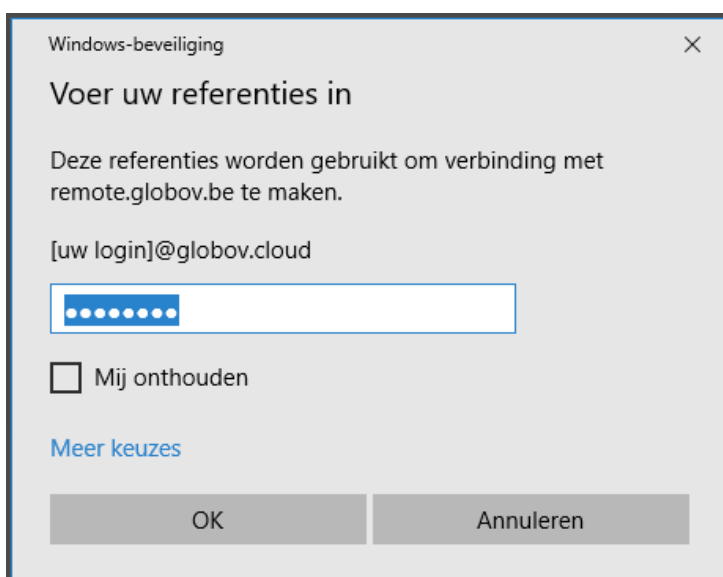 Windows-beveiliging
Voer uw referenties in
Deze referenties worden gebruikt om verbinding met
remote.globov.be te maken.
[uw login]@globov.cloud
●●●●●●●●
Mij onthouden
Meer keuzes
OK
Annuleren